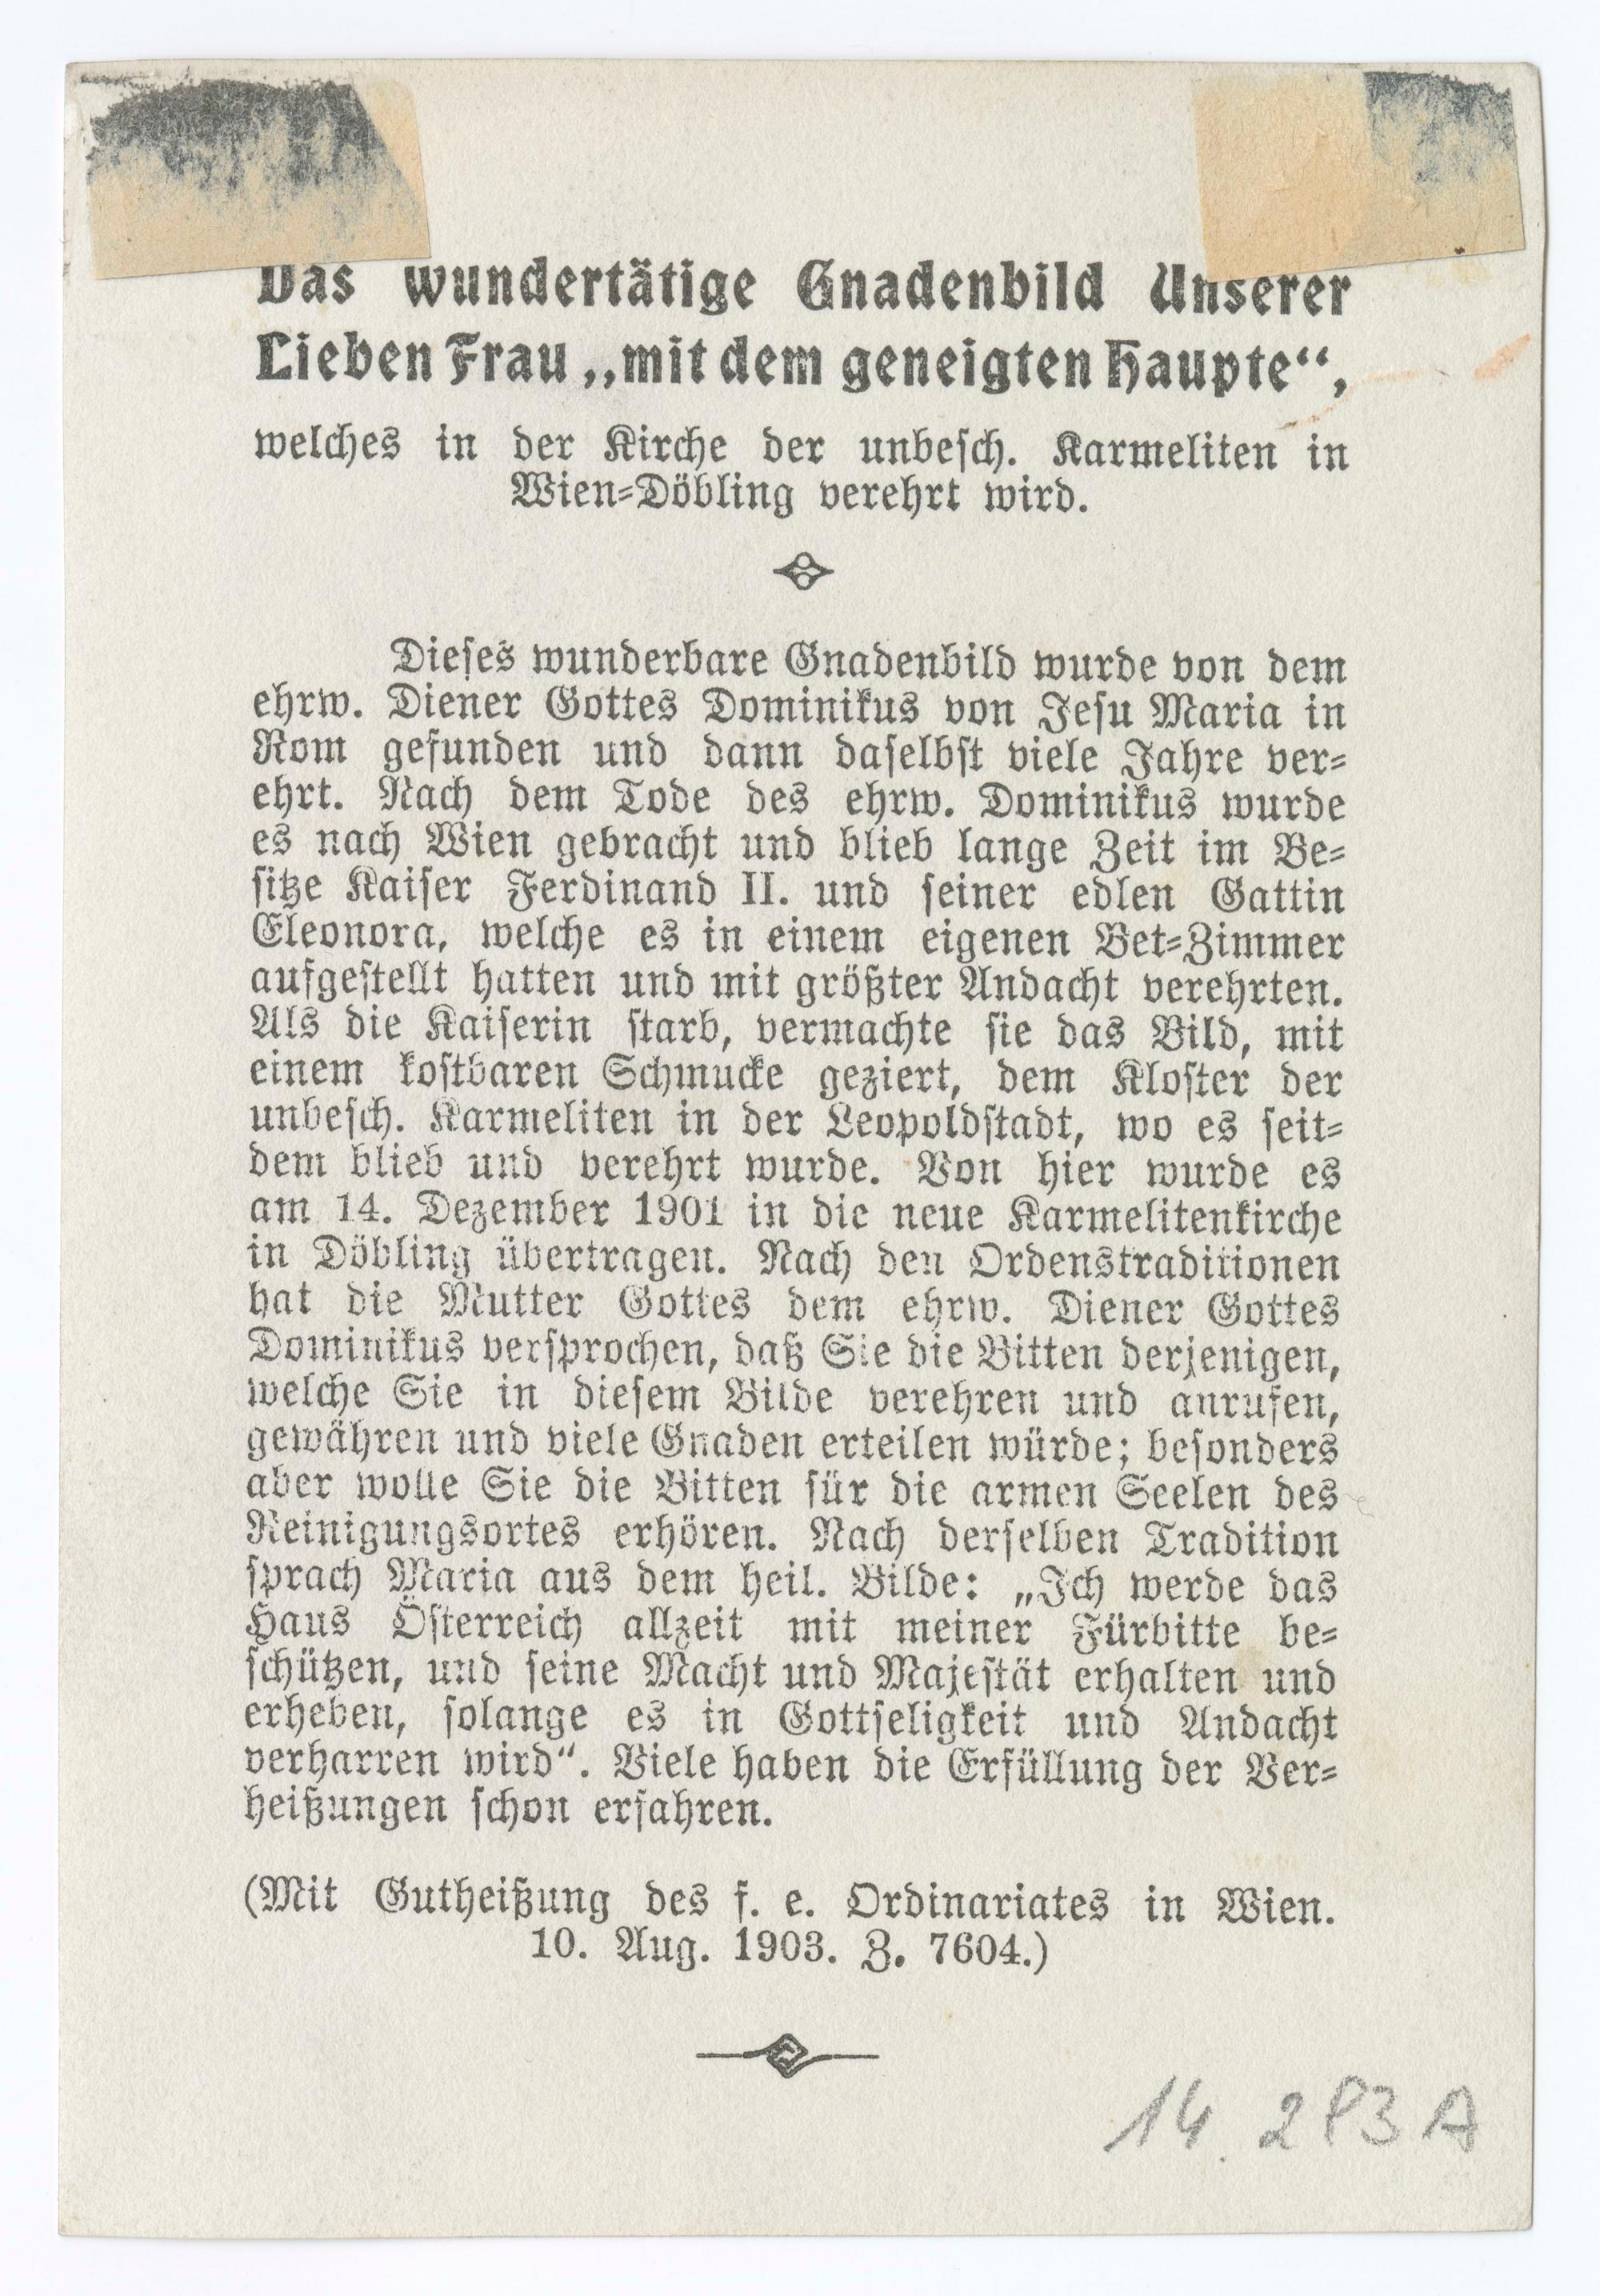 Das wundertätige Gnadenbild Unserer
Lieben Frau „mit dem geneigten Haupte“,
welches in der Kirche der unbesch. Karmeliten in
Wien-Döbling verehrt wird.
Dieses wunderbare Gnadenbild wurde von dem
ehrw. Diener Gottes Dominikus von Jesu Maria in
Rom gefunden und dann daselbst viele Jahre ver-
ehrt. Nach dem Tode des ehrw. Dominikus wurde
es nach Wien gebracht und blieb lange Zeit im Be-
sitze Kaiser Ferdinand II. und seiner edlen Gattin
Eleonora, welche es in einem eigenen Bet-Zimmer
aufgestellt hatten und mit größter Andacht verehrten.
Als die Kaiserin starb, vermachte sie das Bild, mit
einem kostbaren Schmucke geziert, dem Kloster der
unbesch. Karmeliten in der Leopoldstadt, wo es seit-
dem blieb und verehrt wurde. Von hier wurde es
am 14. Dezember 1901 in die neue Karmelitenkirche
in Döbling übertragen. Nach den Ordenstraditionen
hat die Mutter Gottes dem ehrw. Diener Gottes
Dominikus versprochen, daß Sie die Bitten derjenigen,
welche Sie in diesem Bilde verehren und anrufen,
gewähren und viele Gnaden erteilen würde; besonders
aber wolle Sie die Bitten für die armen Seelen des
Reinigungsortes erhören. Nach derselben Tradition
sprach Maria aus dem heil. Bilde: „Ich werde das
Haus Österreich allzeit mit meiner Fürbitte be-
schützen, und seine Macht und Majestät erhalten und
erheben, solange es in Gottseligkeit und Andacht
verharren wird“. Viele haben die Erfüllung der Ver-
heißungen schon erfahren.
(Mit Gutheißung des f. e. Ordinariates in Wien.
10. Aug. 1903. Z. 7604.)
14.283 A